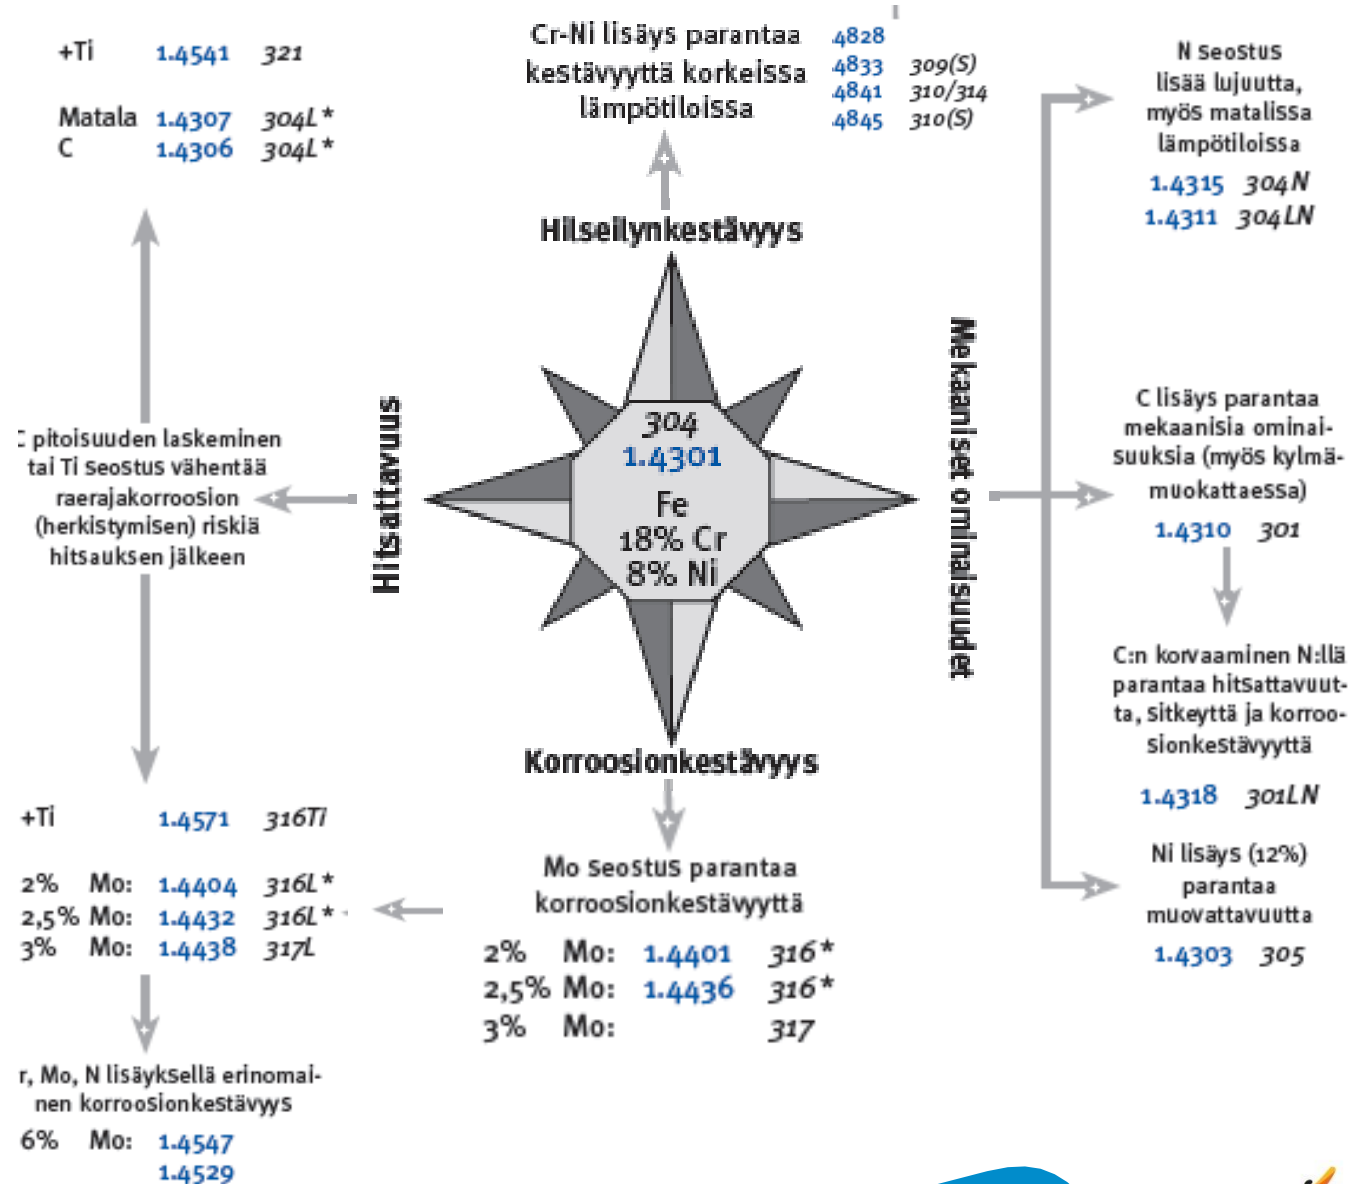 +Ti 1.4541 321
Matala 1.4307 304L*
C 1.4306 304L*
Cr-Ni lisäys parantaa
kestävyyttä korkeissa
lämpötiloissa
.4828
.4833 309(S)
.4841 310/314
.4845 310(S)
N seostus
lisää lujuutta,
myös matalissa
lämpötiloissa
1.4315 304N
1.4311 304LN
Hilseilynkestävyys
Hitsattavuus
304
1.4301
Fe
18% Cr
8% Ni
Mekaaniset ominaisuudet
Korroosionkestävyys
C pitoisuuden laskeminen
tai Ti seostus vähentää
raerajakorroosion
(herkistymisen) riskiä
hitsauksen jälkeen
C lisäys parantaa
mekaanisia ominai-
suuksia (myös kylmä-
muokattaessa)
1.4310 301
C:n korvaaminen N:llä
parantaa hitsattavuut-
ta, sitkeyttä ja korroo-
sionkestävyyttä
1.4318 301LN
Ni lisäys (12%)
parantaa
muovattavuutta
1.4303 305
+Ti 1.4571 316Ti
2% Mo: 1.4404 316L*
2,5% Mo: 1.4432 316L*
3% Mo: 1.4438 317L
Mo seostus parantaa
korroosionkestävyyttä
2% Mo: 1.4401 316*
2,5% Mo: 1.4436 316*
3% Mo: 317
r, Mo, N lisäyksellä erinomai-
nen korroosionkestävyys
6% Mo: 1.4547
1.4529